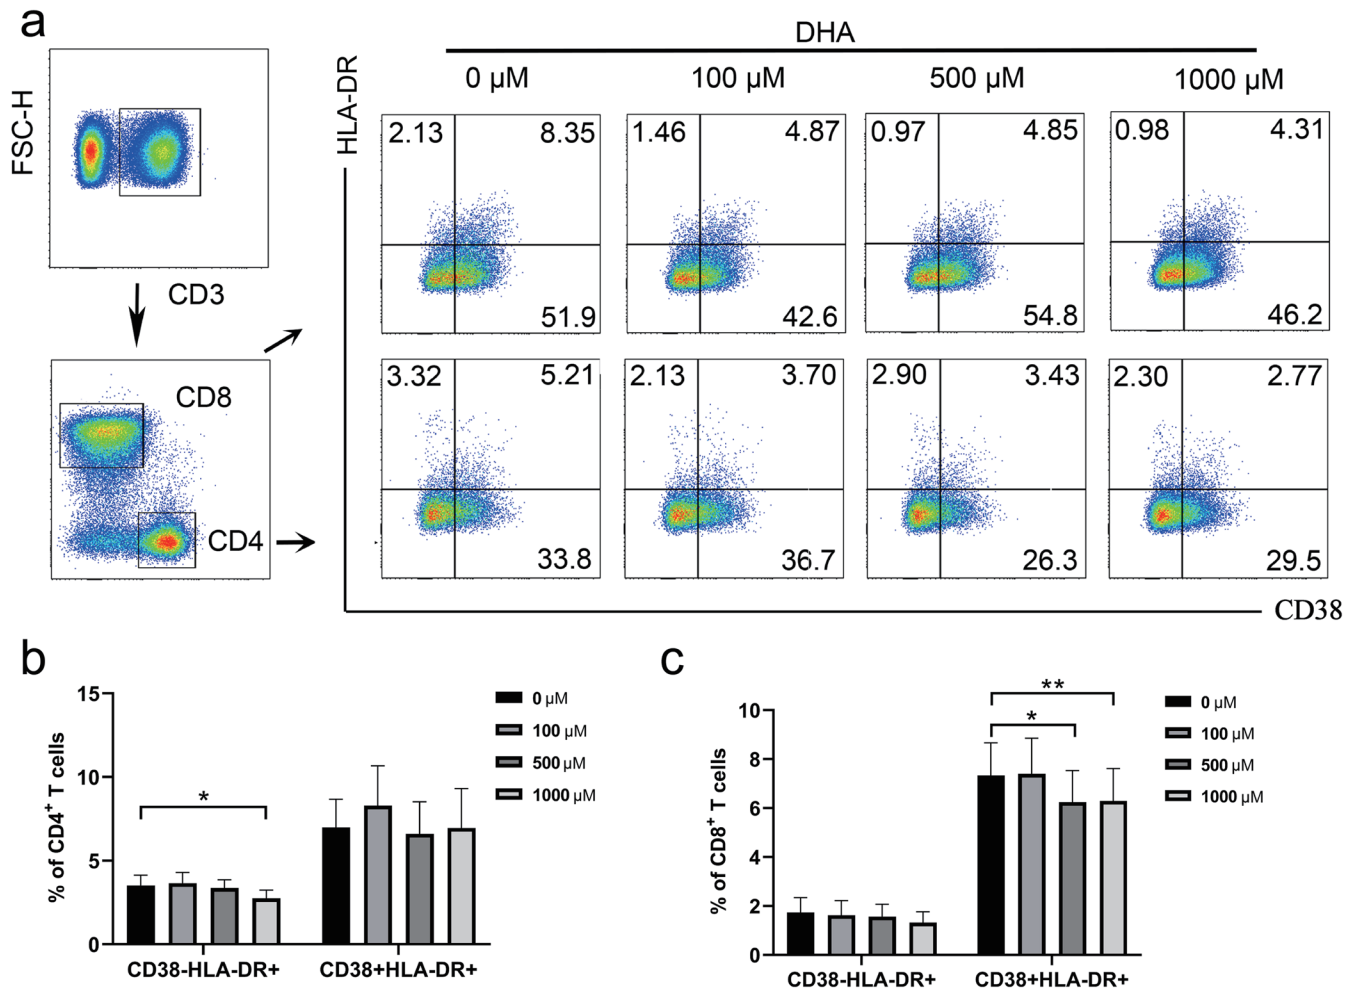 a
DHA
HLA-DR
0 µM
100 µM
500 µM
1000 µM
FSC-H
2.13
8.35
1.46
4.87
0.97
4.85
0.98
4.31
51.9
42.6
54.8
46.2
CD3
3.32
5.21
2.13
3.70
2.90
3.43
2.30
2.77
CD8
CD4
33.8
36.7
26.3
29.5
CD38
b
% of CD4+ T cells
15
10
5
0
*
CD38-HLA-DR+
CD38+HLA-DR+
0 µM
100 µM
500 µM
1000 µM
c
% of CD8+ T cells
10
8
6
4
2
0
**
*
CD38-HLA-DR+
CD38+HLA-DR+
0 µM
100 µM
500 µM
1000 µM